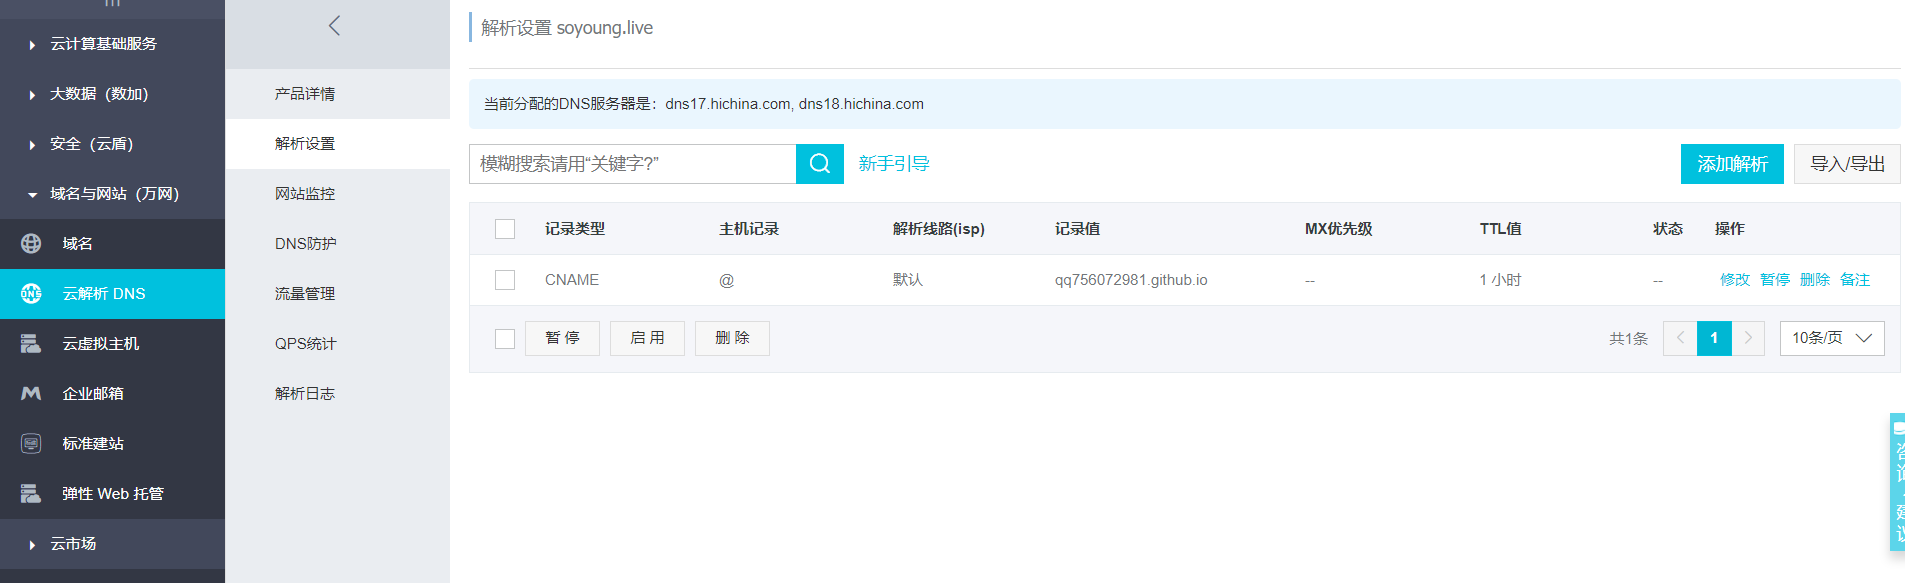 云计算基础服务
大数据（数加）
安全（云盾）
域名与网站（万网）
域名
DNS
云解析 DNS
云虚拟主机
企业邮箱
标准建站
弹性 Web 托管
云市场
产品详情
解析设置
网站监控
DNS防护
流量管理
QPS统计
解析日志
解析设置 soyoung.live
当前分配的DNS服务器是：dns17.hichina.com, dns18.hichina.com
模糊搜索请用“关键字?”
新手引导
添加解析
导入/导出
记录类型 主机记录 解析线路(isp) 记录值 MX优先级 TTL值 状态 操作
CNAME @ 默认 qq756072981.github.io -- 1 小时 -- 修改 暂停 删除 备注
暂 停 启 用 删 除 共1条 1 10条/页